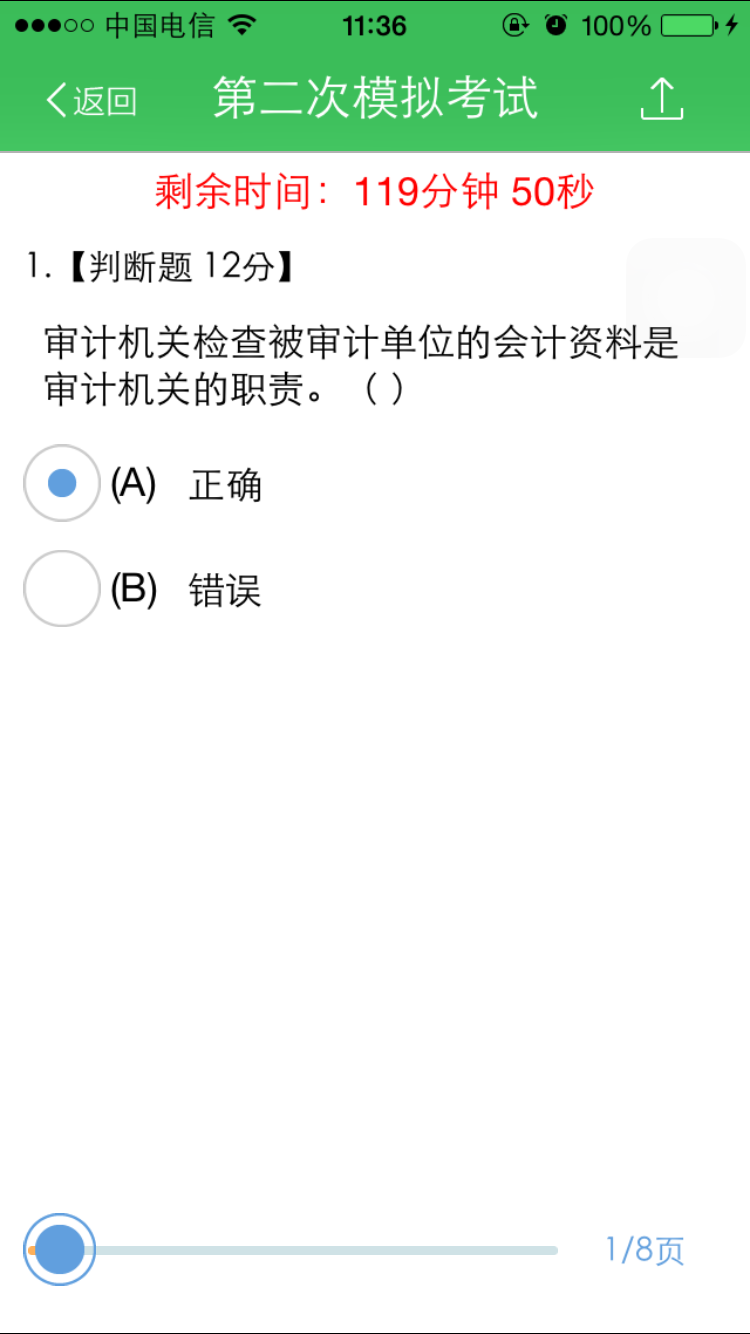 中国电信 11:36 100%
返回 第二次模拟考试
剩余时间：119分钟 50秒
1.【判断题 12分】
审计机关检查被审计单位的会计资料是
审计机关的职责。（ ）
(A) 正确
(B) 错误
1/8页